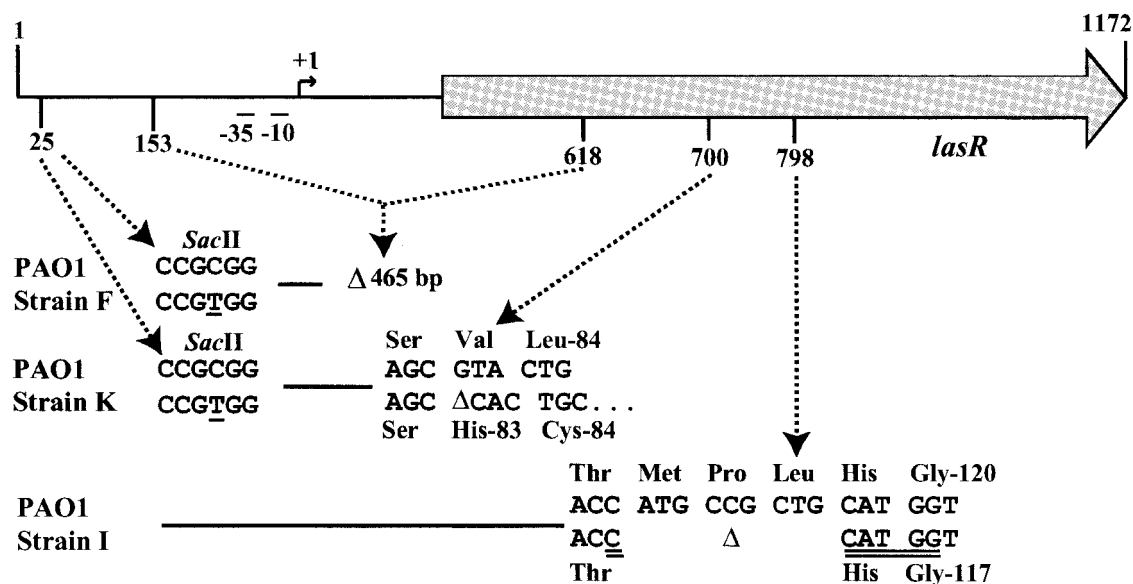 1
1172
+1
-35 -10
25
153
618
700
798
lasR
SacII
PAO1 CCGCGG
Strain F CCGTGG
Δ 465 bp
SacII
Ser Val Leu-84
PAO1 CCGCGG AGC GTA CTG
Strain K CCGTGG AGC ΔCAC TGC...
Ser His-83 Cys-84
Thr Met Pro Leu His Gly-120
PAO1 ACC ATG CCG CTG CAT GGT
Strain I ACC Δ CAT GGT
Thr His Gly-117